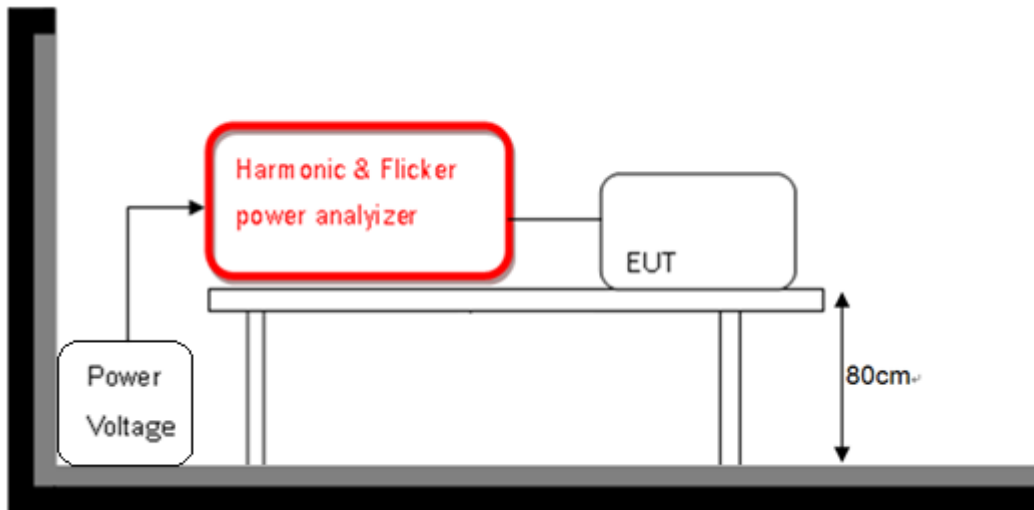 Harmonic & Flicker
power analyizer
EUT
Power
Voltage
80cm